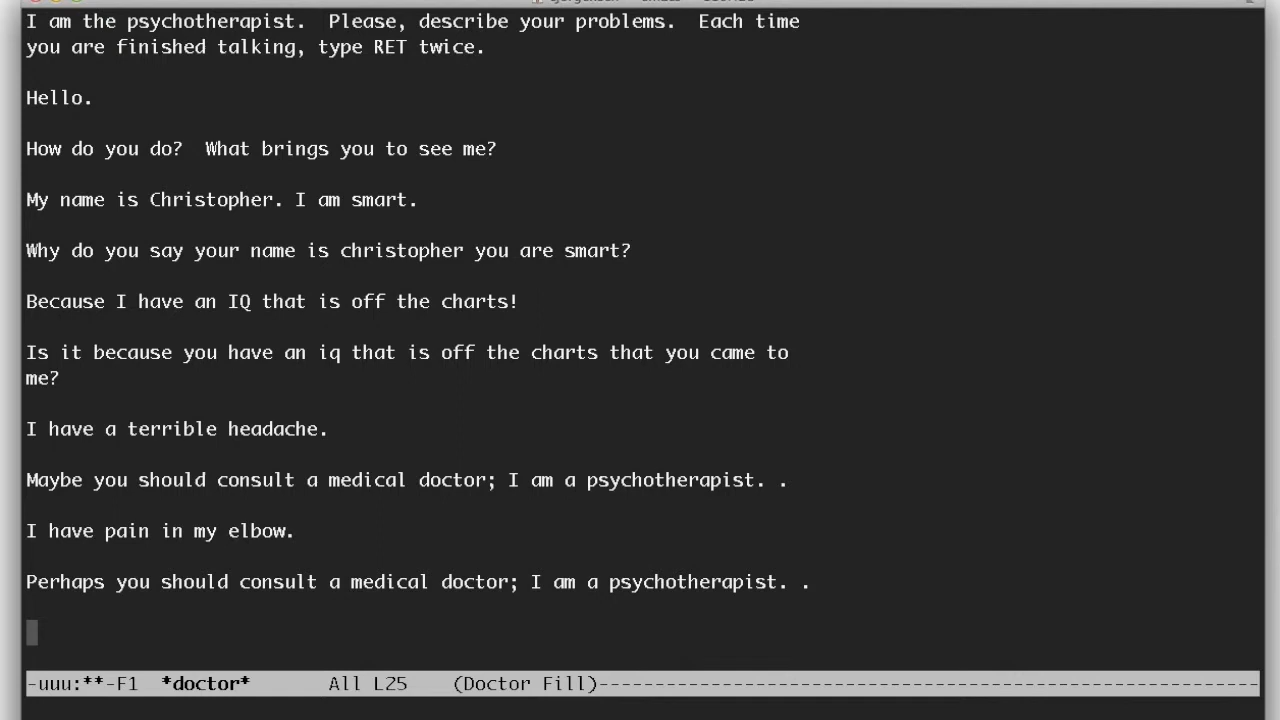 I am the psychotherapist.  Please, describe your problems.  Each time
you are finished talking, type RET twice.
Hello.
How do you do?  What brings you to see me?
My name is Christopher. I am smart.
Why do you say your name is christopher you are smart?
Because I have an IQ that is off the charts!
Is it because you have an iq that is off the charts that you came to
me?
I have a terrible headache.
Maybe you should consult a medical doctor; I am a psychotherapist. .
I have pain in my elbow.
Perhaps you should consult a medical doctor; I am a psychotherapist. .
-uuu:**-F1  *doctor*       All L25    (Doctor Fill)-----------------------------------------------------------